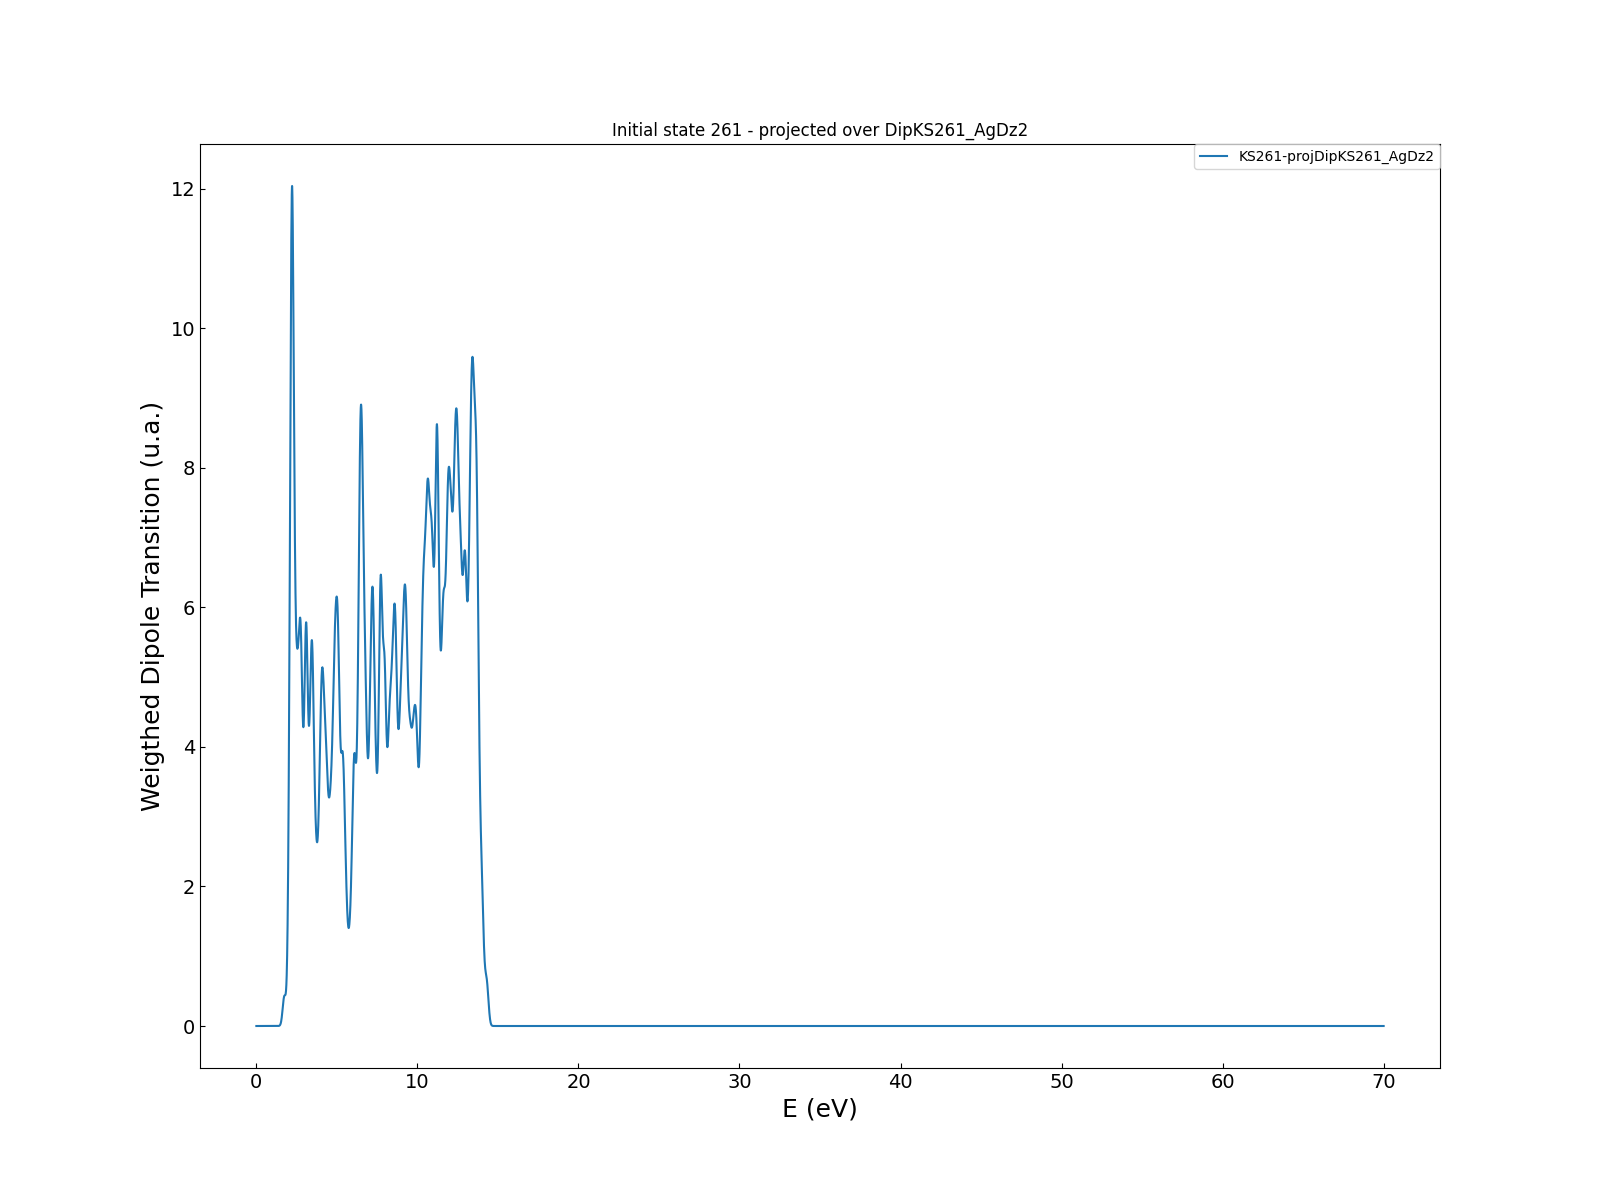 Initial state 261 - projected over DipKS261_AgDz2
KS261-projDipKS261_AgDz2
12
10
8
6
4
2
0
Weigthed Dipole Transition (u.a.)
0 10 20 30 40 50 60 70
E (eV)